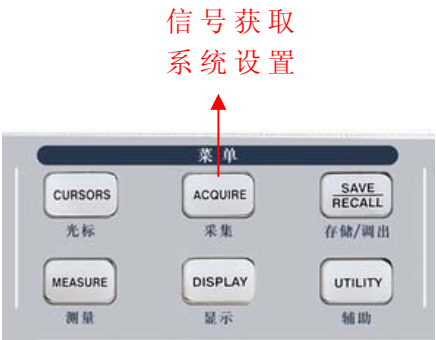 信号获取
系统设置
菜单
CURSORS
ACQUIRE
SAVE
RECALL
光标
采集
存储/调出
MEASURE
DISPLAY
UTILITY
测量
显示
辅助